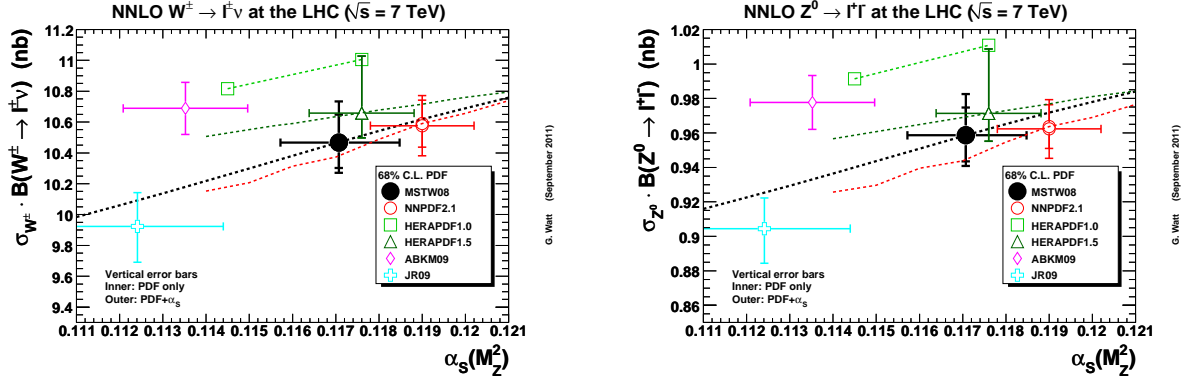 NNLO W± → l±ν at the LHC (√s = 7 TeV)
σW± · B(W± → l±ν) (nb)
11.2
11
10.8
10.6
10.4
10.2
10
9.8
9.6
9.4
68% C.L. PDF
MSTW08
NNPDF2.1
HERAPDF1.0
HERAPDF1.5
ABKM09
JR09
Vertical error bars
Inner: PDF only
Outer: PDF+αS
0.111 0.112 0.113 0.114 0.115 0.116 0.117 0.118 0.119 0.12 0.121
αS(M²Z)
G. Watt (September 2011)
NNLO Z⁰ → l⁺l⁻ at the LHC (√s = 7 TeV)
σZ⁰ · B(Z⁰ → l⁺l⁻) (nb)
1.02
1
0.98
0.96
0.94
0.92
0.9
0.88
0.86
68% C.L. PDF
MSTW08
NNPDF2.1
HERAPDF1.0
HERAPDF1.5
ABKM09
JR09
Vertical error bars
Inner: PDF only
Outer: PDF+αS
0.111 0.112 0.113 0.114 0.115 0.116 0.117 0.118 0.119 0.12 0.121
αS(M²Z)
G. Watt (September 2011)